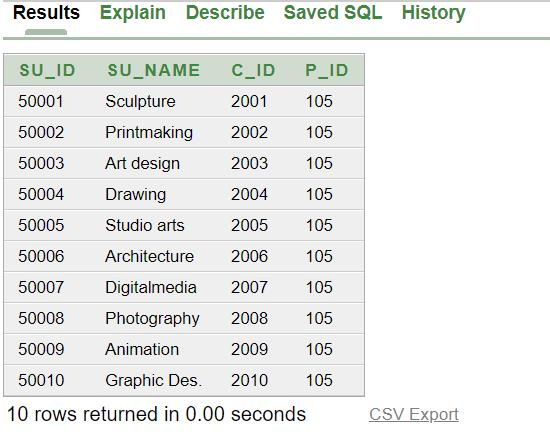 Results Explain Describe Saved SQL History
SU_ID SU_NAME C_ID P_ID
50001 Sculpture 2001 105
50002 Printmaking 2002 105
50003 Art design 2003 105
50004 Drawing 2004 105
50005 Studio arts 2005 105
50006 Architecture 2006 105
50007 Digitalmedia 2007 105
50008 Photography 2008 105
50009 Animation 2009 105
50010 Graphic Des. 2010 105
10 rows returned in 0.00 seconds CSV Export